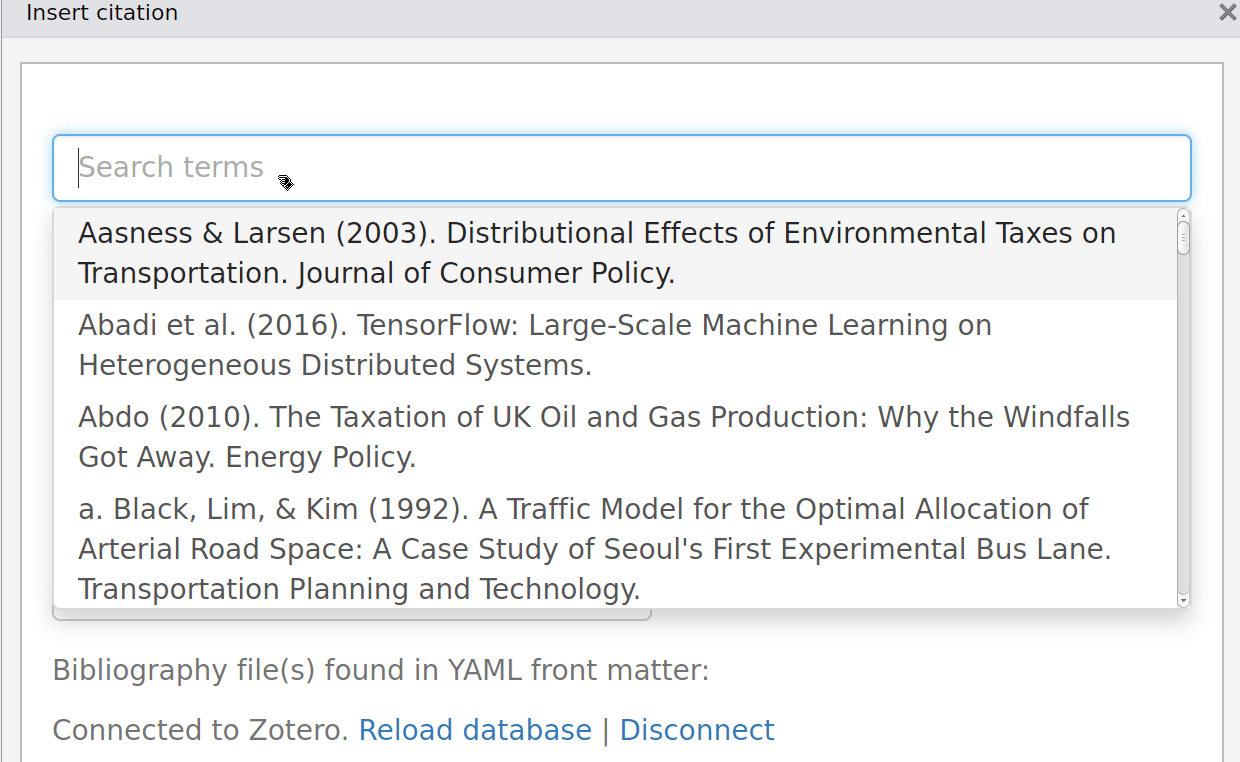 Insert citation
Search terms
Aasness & Larsen (2003). Distributional Effects of Environmental Taxes on
Transportation. Journal of Consumer Policy.
Abadi et al. (2016). TensorFlow: Large-Scale Machine Learning on
Heterogeneous Distributed Systems.
Abdo (2010). The Taxation of UK Oil and Gas Production: Why the Windfalls
Got Away. Energy Policy.
a. Black, Lim, & Kim (1992). A Traffic Model for the Optimal Allocation of
Arterial Road Space: A Case Study of Seoul's First Experimental Bus Lane.
Transportation Planning and Technology.
Bibliography file(s) found in YAML front matter:
Connected to Zotero. Reload database | Disconnect